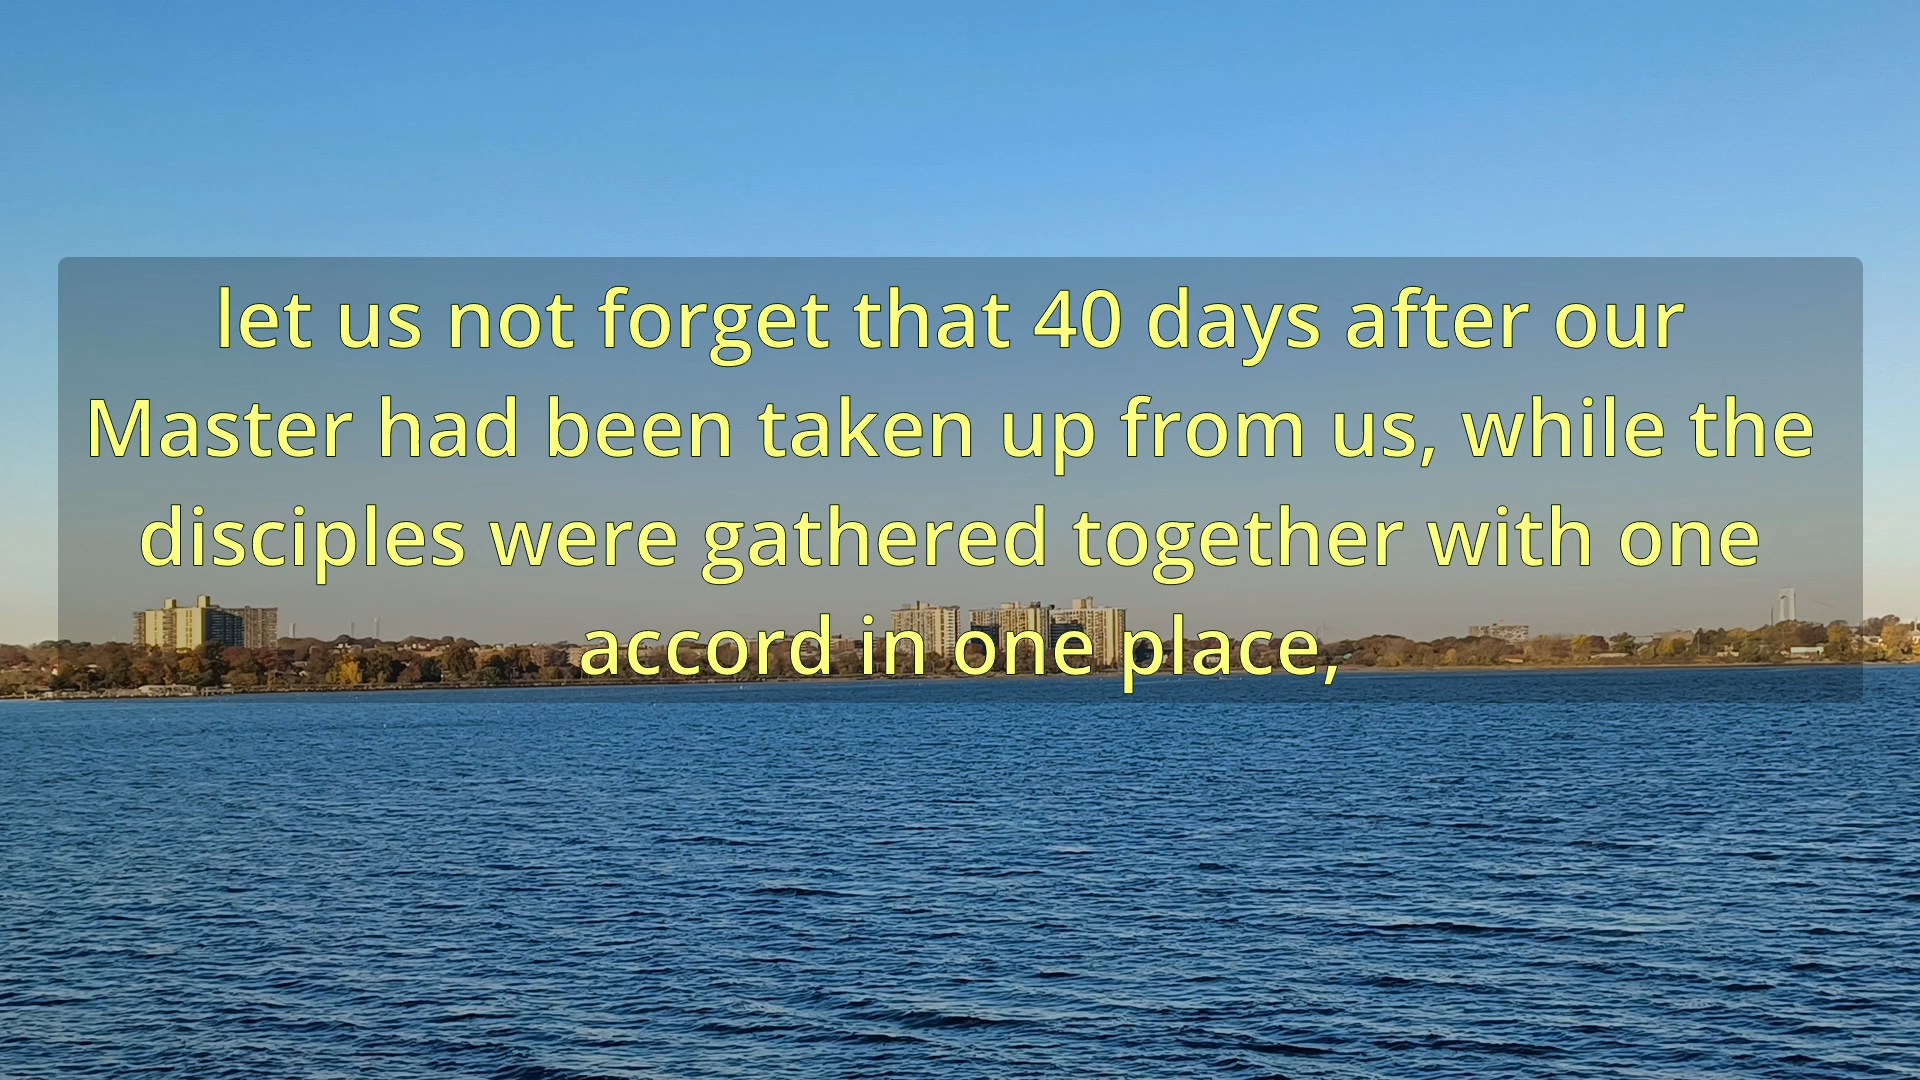 let us not forget that 40 days after our
Master had been taken up from us, while the
disciples were gathered together with one
accord in one place,